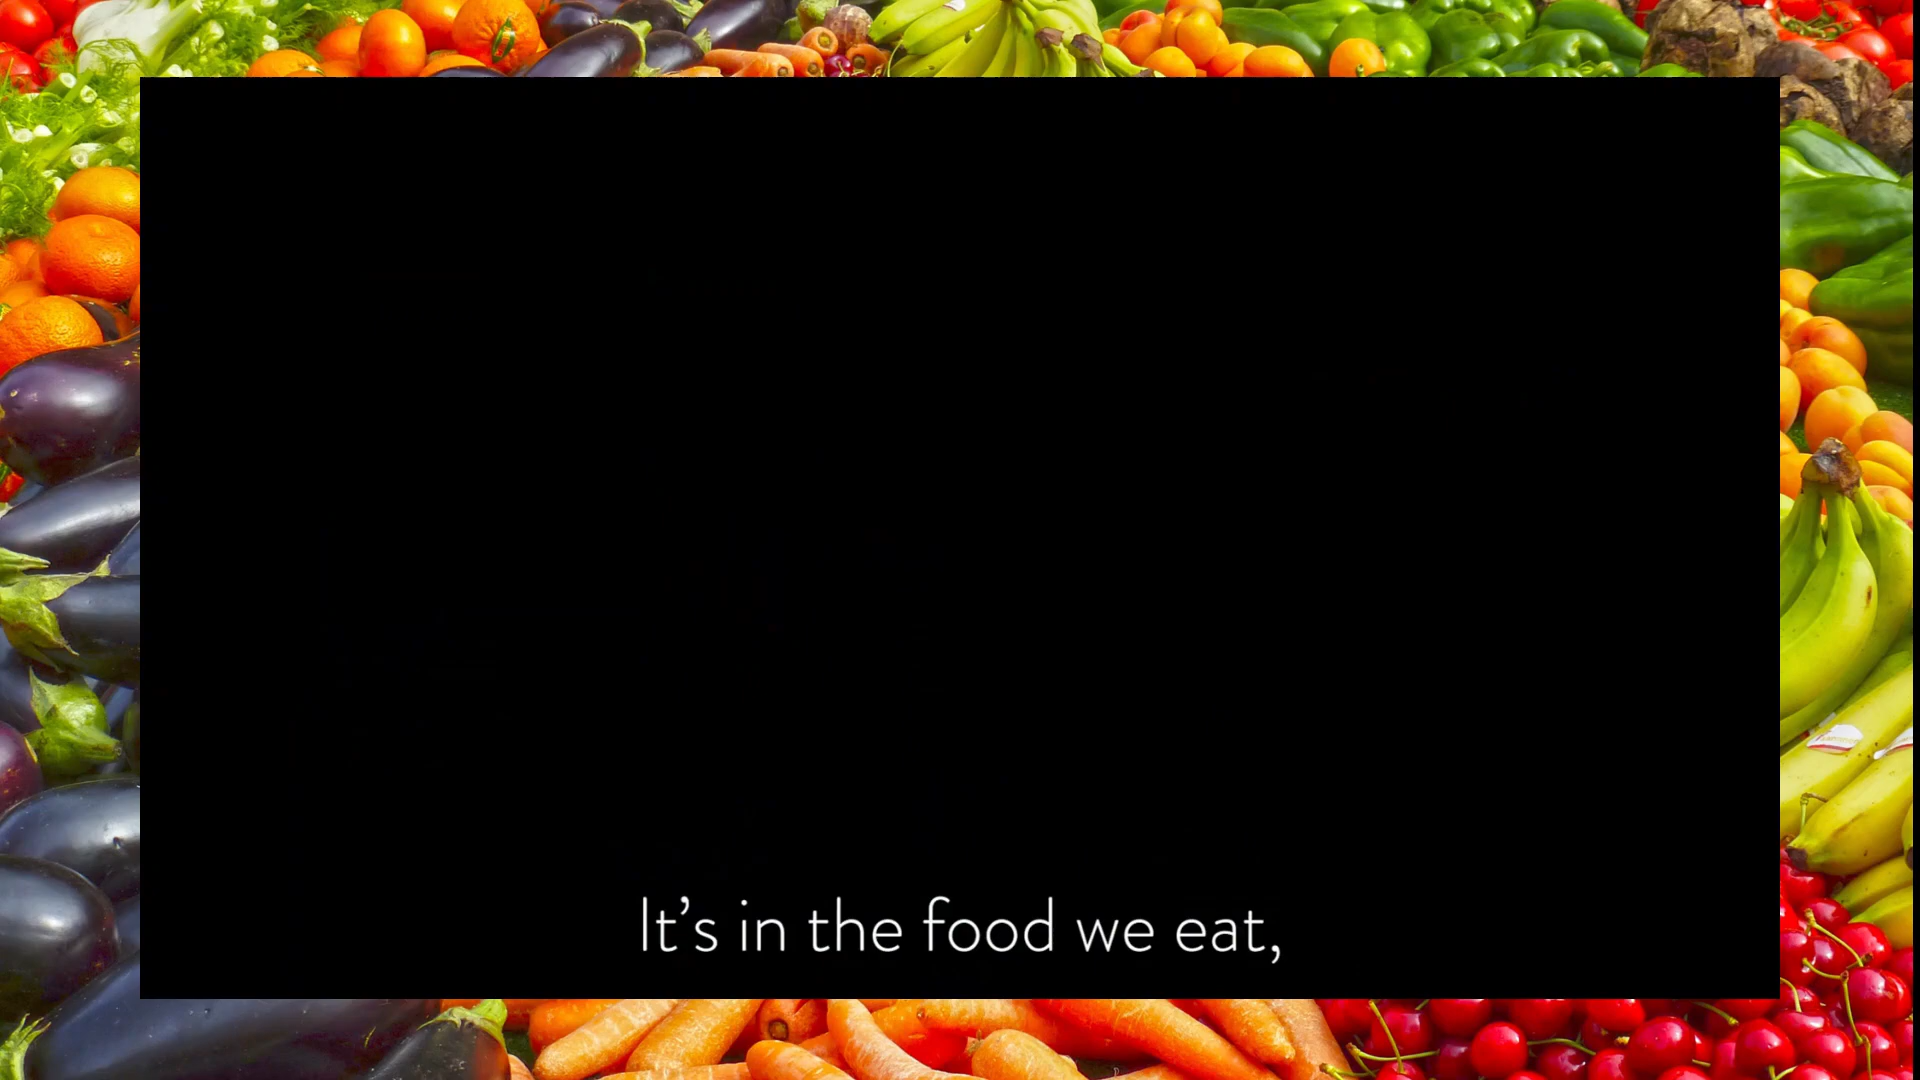 It’s in the food we eat,